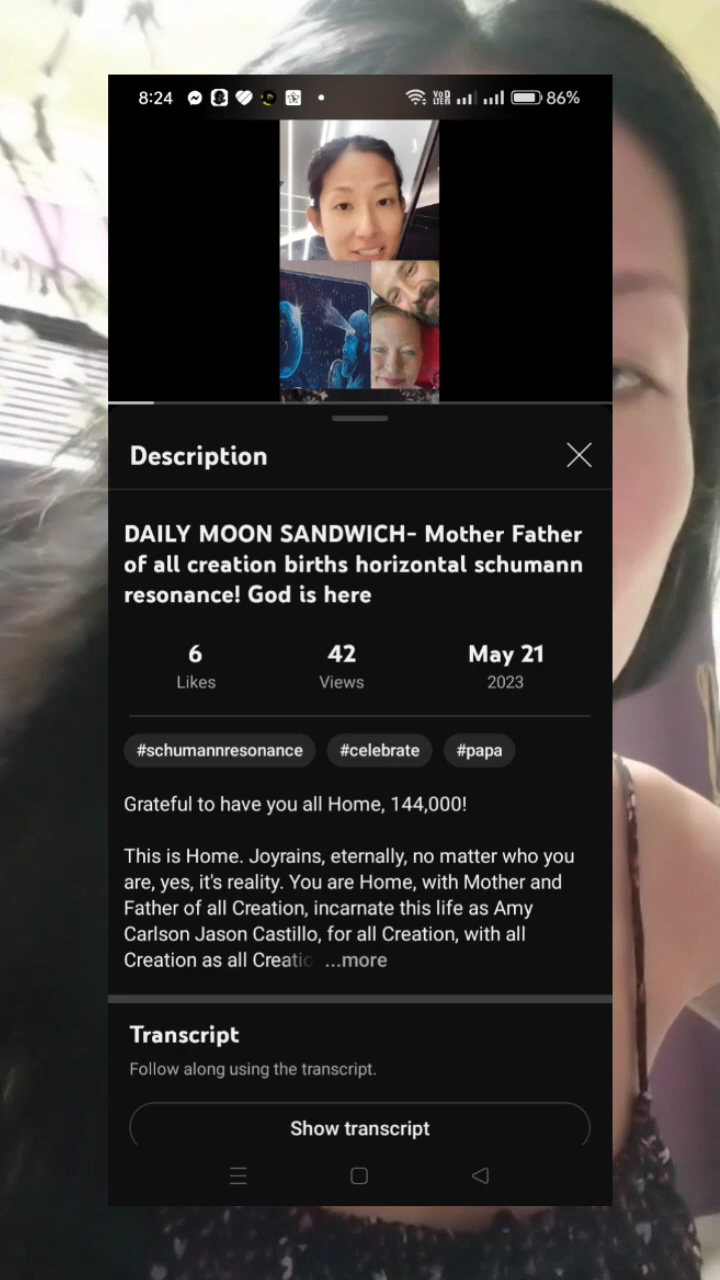 8:24
VoD
LTE
86%
Description
DAILY MOON SANDWICH- Mother Father
of all creation births horizontal schumann
resonance! God is here
6
Likes
42
Views
May 21
2023
#schumannresonance
#celebrate
#papa
Grateful to have you all Home, 144,000!
This is Home. Joyrains, eternally, no matter who you
are, yes, it's reality. You are Home, with Mother and
Father of all Creation, incarnate this life as Amy
Carlson Jason Castillo, for all Creation, with all
Creation as all Creatio ...more
Transcript
Follow along using the transcript.
Show transcript